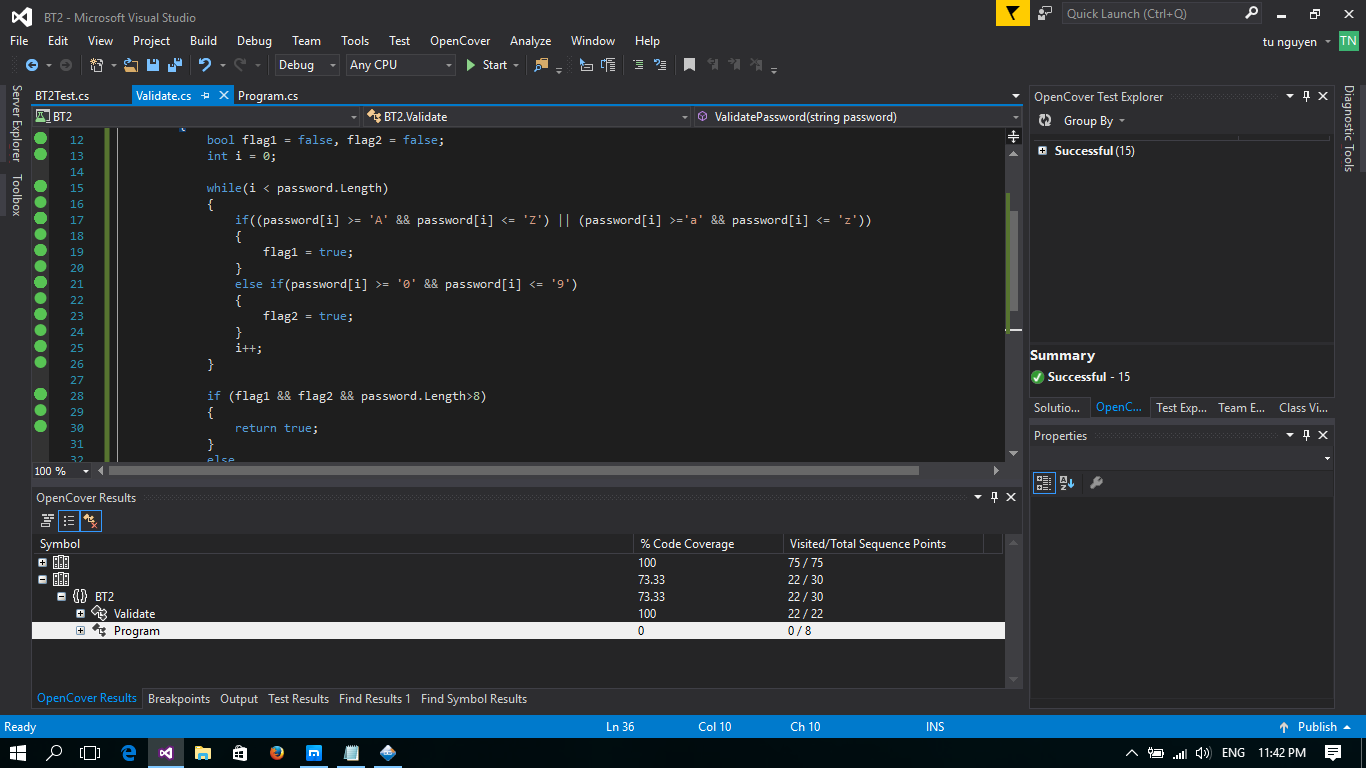 BT2 - Microsoft Visual Studio
Quick Launch (Ctrl+Q)
File Edit View Project Build Debug Team Tools Test OpenCover Analyze Window Help
tu nguyen TN
Debug Any CPU Start
Server Explorer
Toolbox
BT2Test.cs Validate.cs Program.cs
BT2 BT2.Validate ValidatePassword(string password)
12 bool flag1 = false, flag2 = false;
13 int i = 0;
14
15 while(i < password.Length)
16 {
17 if((password[i] >= 'A' && password[i] <= 'Z') || (password[i] >='a' && password[i] <= 'z'))
18 {
19 flag1 = true;
20 }
21 else if(password[i] >= '0' && password[i] <= '9')
22 {
23 flag2 = true;
24 }
25 i++;
26 }
27
28 if (flag1 && flag2 && password.Length>8)
29 {
30 return true;
31 }
32 else
100 %
OpenCover Test Explorer
Group By
Successful (15)
Summary
Successful - 15
Solutio... OpenC... Test Exp... Team E... Class Vi...
Properties
Diagnostic Tools
OpenCover Results
Symbol % Code Coverage Visited/Total Sequence Points
100 75 / 75
73.33 22 / 30
BT2 73.33 22 / 30
Validate 100 22 / 22
Program 0 0 / 8
OpenCover Results Breakpoints Output Test Results Find Results 1 Find Symbol Results
Ready Ln 36 Col 10 Ch 10 INS Publish
ENG 11:42 PM